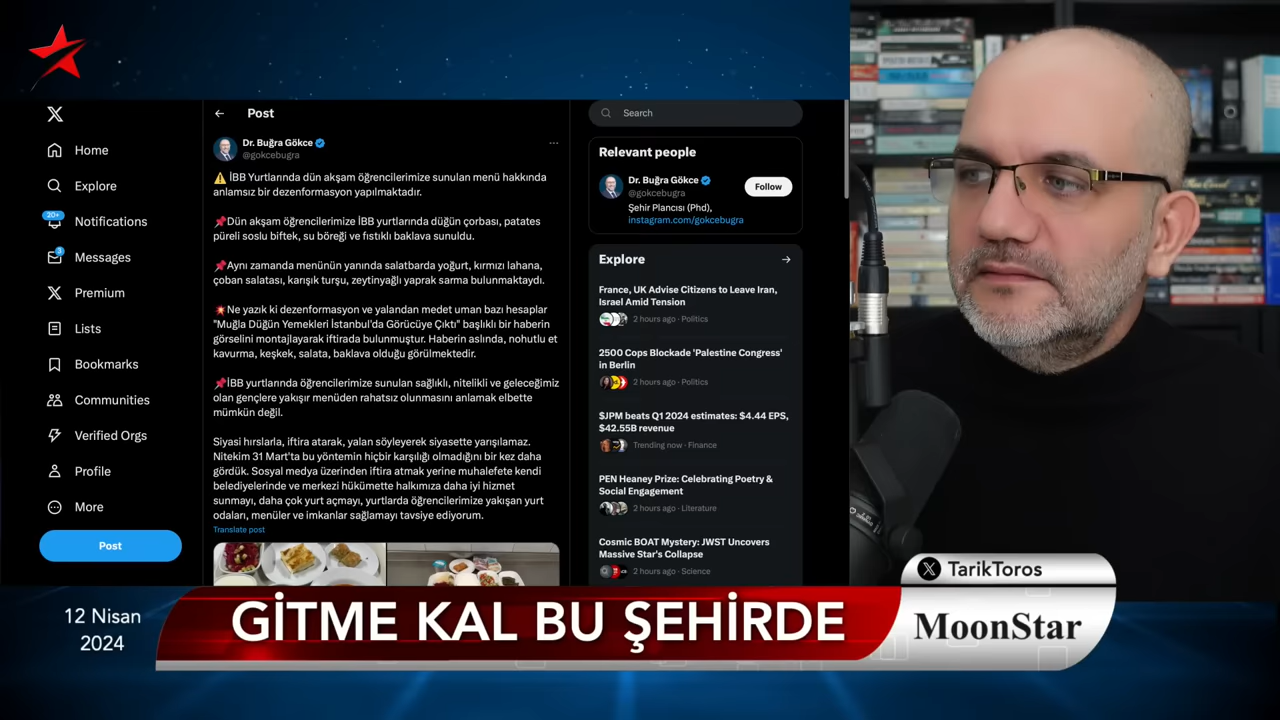 Post
Search
Home
Explore
20+
Notifications
3
Messages
Premium
Lists
Bookmarks
Communities
Verified Orgs
Profile
More
Post
Dr. Buğra Gökce
@gokcebugra
İBB Yurtlarında dün akşam öğrencilerimize sunulan menü hakkında
anlamsız bir dezenformasyon yapılmaktadır.
Dün akşam öğrencilerimize İBB yurtlarında düğün çorbası, patates
püreli soslu biftek, su böreği ve fıstıklı baklava sunuldu.
Aynı zamanda menünün yanında salatbarda yoğurt, kırmızı lahana,
çoban salatası, karışık turşu, zeytinyağlı yaprak sarma bulunmaktaydı.
Ne yazık ki dezenformasyon ve yalandan medet uman bazı hesaplar
"Muğla Düğün Yemekleri İstanbul'da Görücüye Çıktı" başlıklı bir haberin
görselini montajlayarak iftirada bulunmuştur. Haberin aslında, nohutlu et
kavurma, keşkek, salata, baklava olduğu görülmektedir.
İBB yurtlarında öğrencilerimize sunulan sağlıklı, nitelikli ve geleceğimiz
olan gençlere yakışır menüden rahatsız olunmasını anlamak elbette
mümkün değil.
Siyasi hırslarla, iftira atarak, yalan söyleyerek siyasette yarışılamaz.
Nitekim 31 Mart'ta bu yöntemin hiçbir karşılığı olmadığını bir kez daha
gördük. Sosyal medya üzerinden iftira atmak yerine muhalefete kendi
belediyelerinde ve merkezi hükümette halkımıza daha iyi hizmet
sunmayı, daha çok yurt açmayı, yurtlarda öğrencilerimize yakışan yurt
odaları, menüler ve imkanlar sağlamayı tavsiye ediyorum.
Translate post
Relevant people
Dr. Buğra Gökce
@gokcebugra
Follow
Şehir Plancısı (Phd),
instagram.com/gokcebugra
Explore
France, UK Advise Citizens to Leave Iran,
Israel Amid Tension
2 hours ago · Politics
2500 Cops Blockade 'Palestine Congress'
in Berlin
2 hours ago · Politics
$JPM beats Q1 2024 estimates: $4.44 EPS,
$42.55B revenue
Trending now · Finance
PEN Heaney Prize: Celebrating Poetry &
Social Engagement
2 hours ago · Literature
Cosmic BOAT Mystery: JWST Uncovers
Massive Star's Collapse
2 hours ago · Science
X TarikToros
12 Nisan
2024
GİTME KAL BU ŞEHİRDE
MoonStar